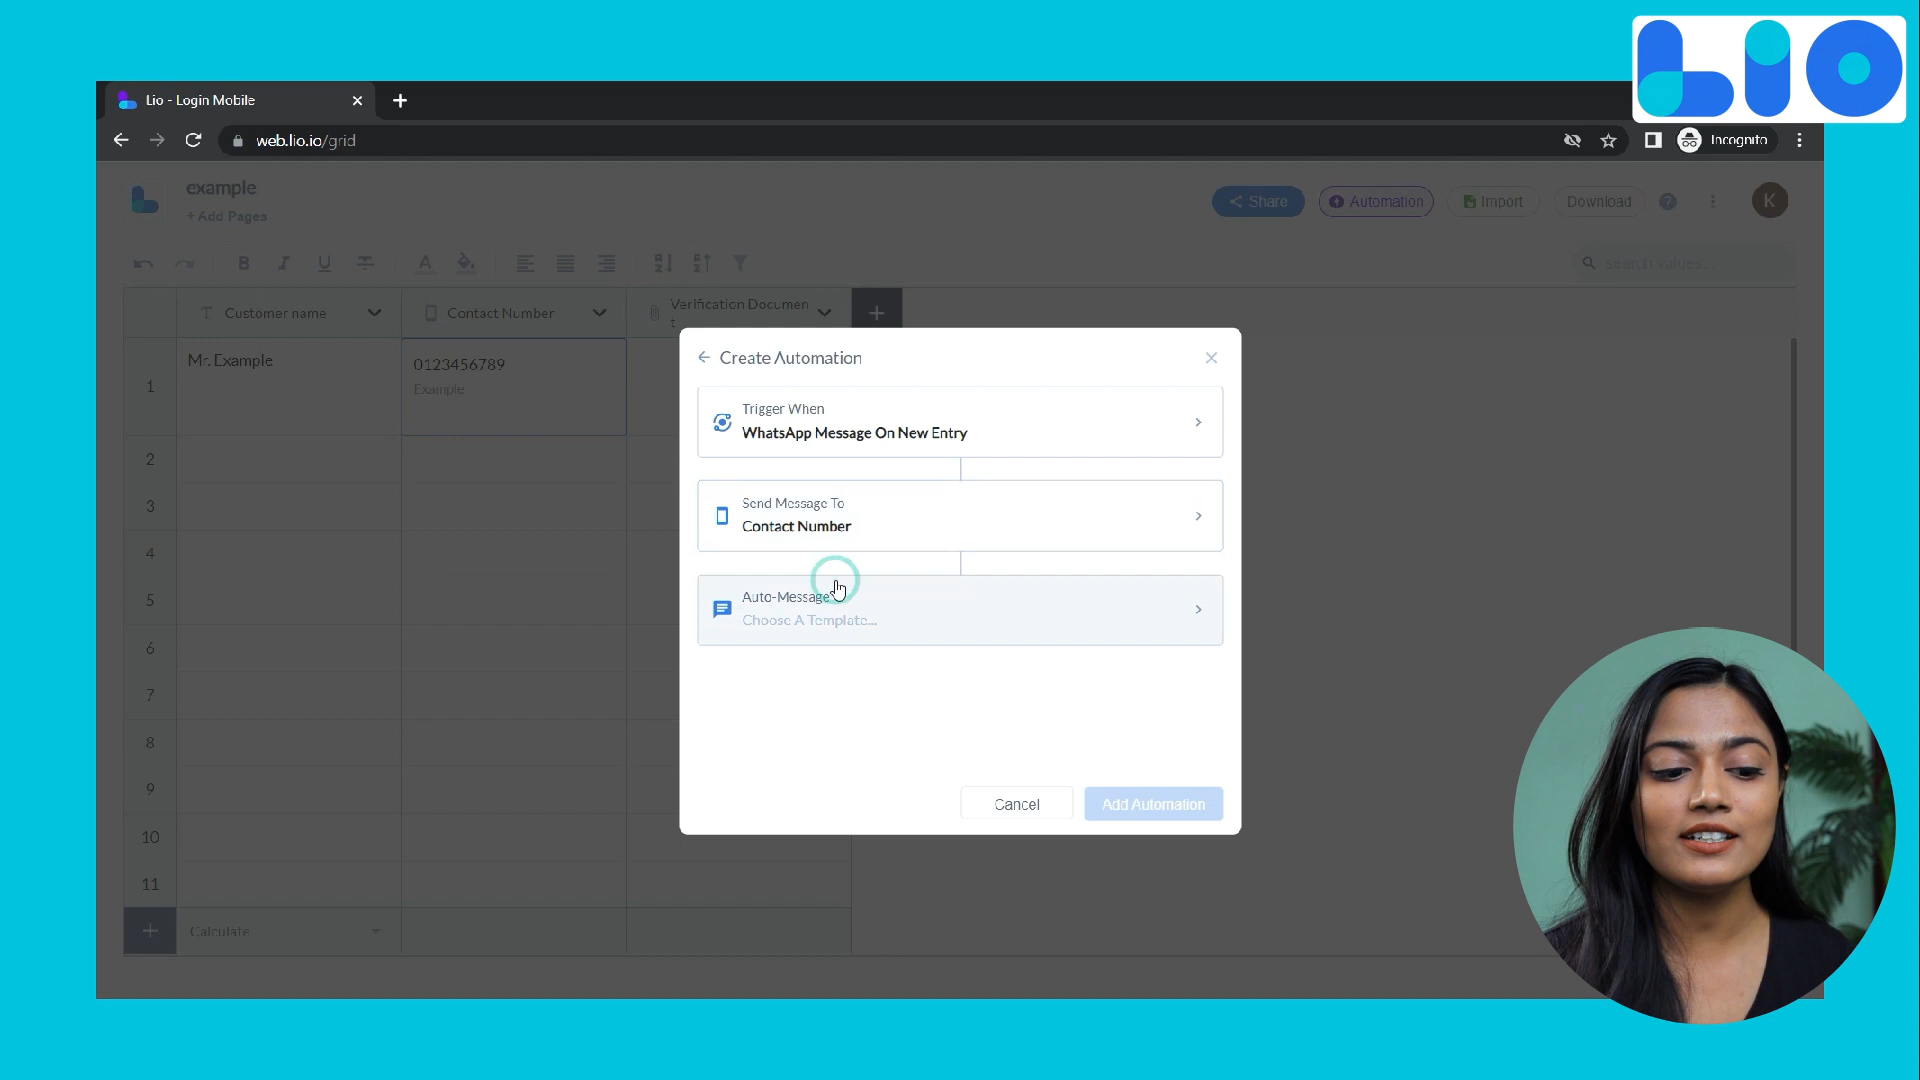 LIO
Lio - Login Mobile
web.lio.io/grid
Incognito
example
+ Add Pages
Share
Automation
Import
Download
?
K
B I U A
search values...
T Customer name
Contact Number
Verification Documen
t
1
Mr. Example
0123456789
Example
2
3
4
5
6
7
8
9
10
11
Calculate
Create Automation
Trigger When
WhatsApp Message On New Entry
Send Message To
Contact Number
Auto-Message
Choose A Template...
Cancel
Add Automation